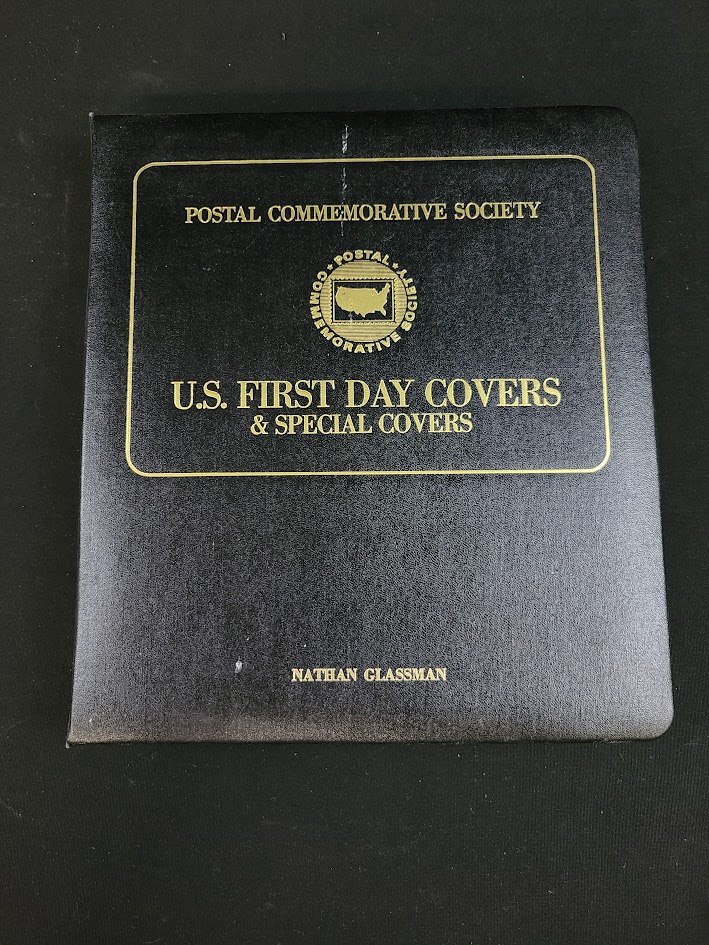 POSTAL COMMEMORATIVE SOCIETY
★ POSTAL ★
COMMEMORATIVE SOCIETY
U.S. FIRST DAY COVERS
& SPECIAL COVERS
NATHAN GLASSMAN